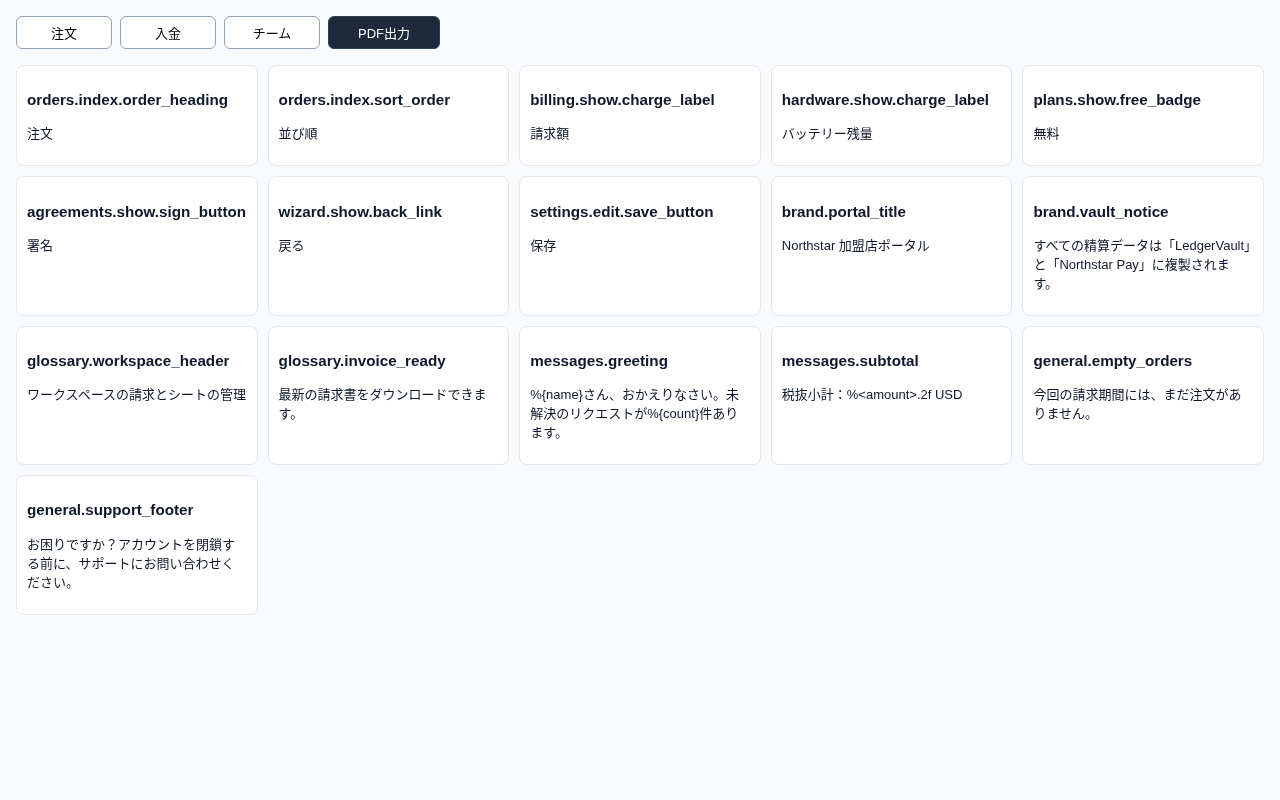 注文
入金
チーム
PDF出力
orders.index.order_heading
注文
orders.index.sort_order
並び順
billing.show.charge_label
請求額
hardware.show.charge_label
バッテリー残量
plans.show.free_badge
無料
agreements.show.sign_button
署名
wizard.show.back_link
戻る
settings.edit.save_button
保存
brand.portal_title
Northstar 加盟店ポータル
brand.vault_notice
すべての精算データは「LedgerVault」
と「Northstar Pay」に複製されま
す。
glossary.workspace_header
ワークスペースの請求とシートの管理
glossary.invoice_ready
最新の請求書をダウンロードできま
す。
messages.greeting
%{name}さん、おかえりなさい。未
解決のリクエストが%{count}件あり
ます。
messages.subtotal
税抜小計：%<amount>.2f USD
general.empty_orders
今回の請求期間には、まだ注文があ
りません。
general.support_footer
お困りですか？アカウントを閉鎖す
る前に、サポートにお問い合わせく
ださい。